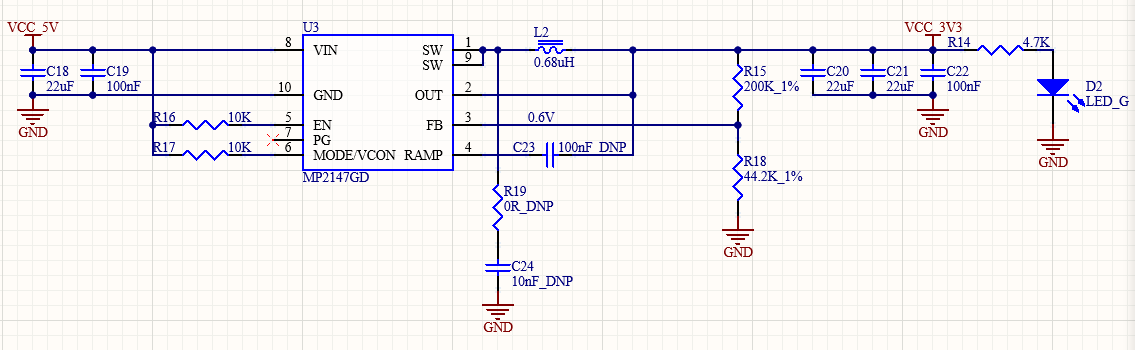 VCC_5V
C18
22uF
C19
100nF
GND
R16
10K
R17
10K
U3
8
VIN
10
GND
5
EN
7
PG
6
MODE/VCON
SW
1
SW
9
OUT
2
FB
3
RAMP
4
MP2147GD
L2
0.68uH
0.6V
C23
100nF_DNP
R19
0R_DNP
C24
10nF_DNP
GND
R15
200K_1%
R18
44.2K_1%
GND
C20
22uF
C21
22uF
VCC_3V3
C22
100nF
GND
R14
4.7K
D2
LED_G
GND